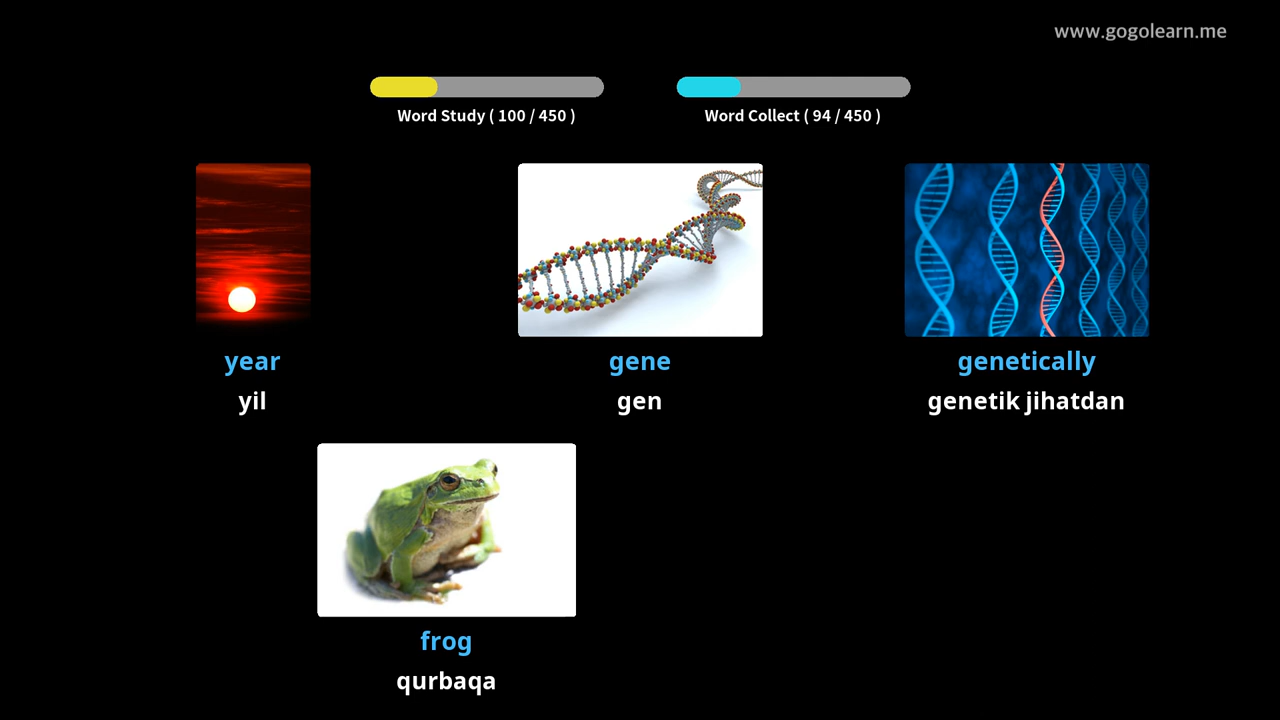 www.gogolearn.me
Word Study ( 100 / 450 )
Word Collect ( 94 / 450 )
year
yil
gene
gen
genetically
genetik jihatdan
frog
qurbaqa